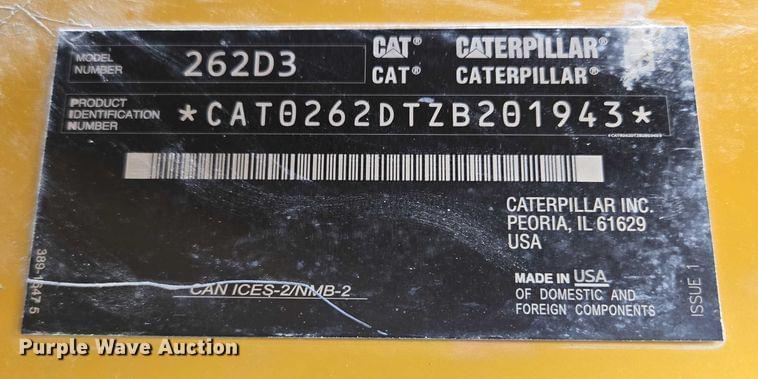 MODEL NUMBER 262D3
CAT® CATERPILLAR®
CAT® CATERPILLAR®
PRODUCT IDENTIFICATION NUMBER *CAT0262DTZB201943*
CATERPILLAR INC.
PEORIA, IL 61629
USA
MADE IN USA
OF DOMESTIC AND
FOREIGN COMPONENTS
CAN ICES-2/NMB-2
ISSUE 1
Purple Wave Auction